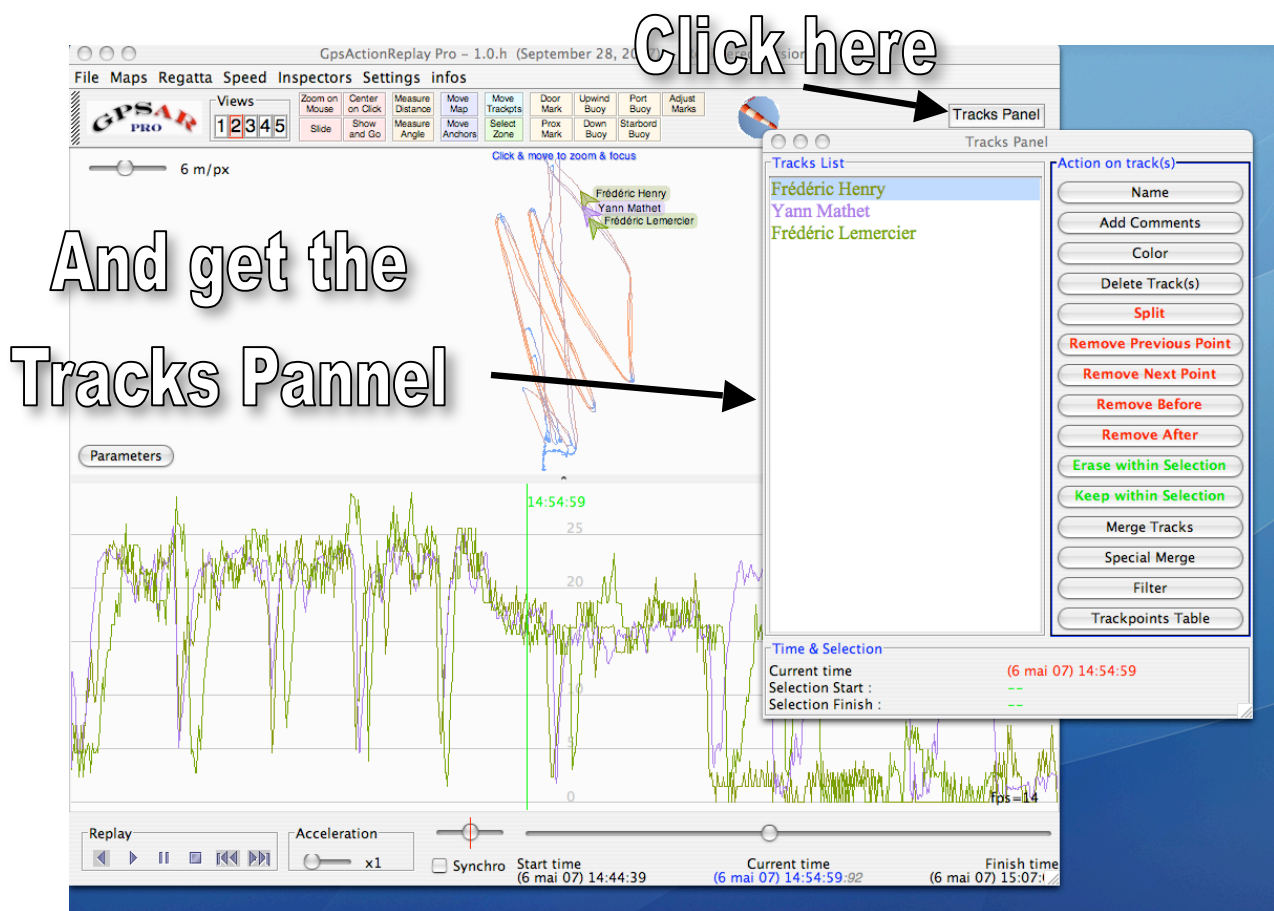 Click here
GpsActionReplay Pro – 1.0.h (September 28, 2
File Maps Regatta Speed Inspectors Settings infos
GPSAR PRO
Views
1 2 3 4 5
Zoom on Mouse
Center on Click
Measure Distance
Move Map
Move Trackpts
Door Mark
Upwind Buoy
Port Buoy
Adjust Marks
Slide
Show and Go
Measure Angle
Move Anchors
Select Zone
Prox Mark
Down Buoy
Starbord Buoy
Tracks Panel
6 m/px
Click & move to zoom & focus
Frédéric Henry
Yann Mathet
Frédéric Lemercier
And get the
Tracks Pannel
Parameters
Tracks Panel
Tracks List
Frédéric Henry
Yann Mathet
Frédéric Lemercier
Action on track(s)
Name
Add Comments
Color
Delete Track(s)
Split
Remove Previous Point
Remove Next Point
Remove Before
Remove After
Erase within Selection
Keep within Selection
Merge Tracks
Special Merge
Filter
Trackpoints Table
Time & Selection
Current time (6 mai 07) 14:54:59
Selection Start : --
Selection Finish : --
14:54:59
25
20
10
5
0
fps=14
Replay
Acceleration
x1
Synchro
Start time
(6 mai 07) 14:44:39
Current time
(6 mai 07) 14:54:59:92
Finish time
(6 mai 07) 15:07: